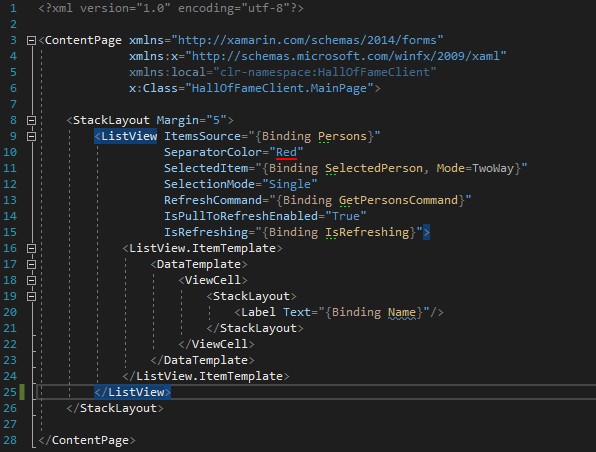 1 <?xml version="1.0" encoding="utf-8"?>
2
3 <ContentPage xmlns="http://xamarin.com/schemas/2014/forms"
4 xmlns:x="http://schemas.microsoft.com/winfx/2009/xaml"
5 xmlns:local="clr-namespace:HallOfFameClient"
6 x:Class="HallOfFameClient.MainPage">
7
8 <StackLayout Margin="5">
9 <ListView ItemsSource="{Binding Persons}"
10 SeparatorColor="Red"
11 SelectedItem="{Binding SelectedPerson, Mode=TwoWay}"
12 SelectionMode="Single"
13 RefreshCommand="{Binding GetPersonsCommand}"
14 IsPullToRefreshEnabled="True"
15 IsRefreshing="{Binding IsRefreshing}">
16 <ListView.ItemTemplate>
17 <DataTemplate>
18 <ViewCell>
19 <StackLayout>
20 <Label Text="{Binding Name}"/>
21 </StackLayout>
22 </ViewCell>
23 </DataTemplate>
24 </ListView.ItemTemplate>
25 </ListView>
26 </StackLayout>
27
28 </ContentPage>